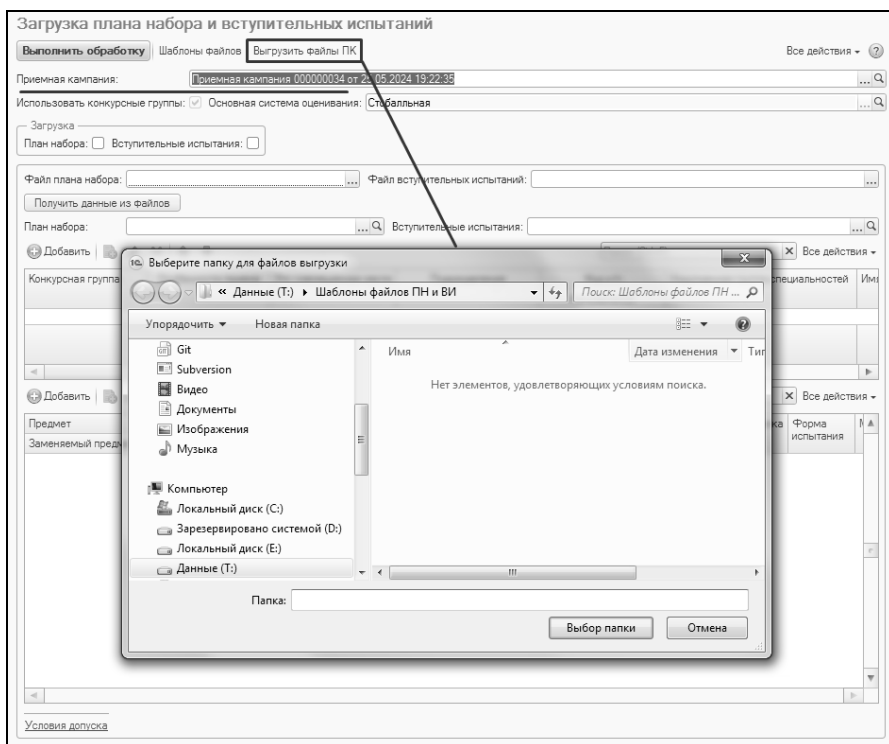 Загрузка плана набора и вступительных испытаний
Выполнить обработку Шаблоны файлов Выгрузить файлы ПК Все действия
Приемная кампания: Приемная кампания 000000034 от 25.05.2024 19:22:35
Использовать конкурсные группы: Основная система оценивания: Стобалльная
Загрузка
План набора: Вступительные испытания:
Файл плана набора: Файл вступительных испытаний:
Получить данные из файлов
План набора: Вступительные испытания:
Добавить Все действия
Конкурсная группа специальностей
Выберите папку для файлов выгрузки
« Данные (T:) Шаблоны файлов ПН и ВИ Поиск: Шаблоны файлов ПН ...
Упорядочить Новая папка
Git
Subversion
Видео
Документы
Изображения
Музыка
Компьютер
Локальный диск (C:)
Зарезервировано системой (D:)
Локальный диск (E:)
Данные (T:)
Имя Дата изменения Тип
Нет элементов, удовлетворяющих условиям поиска.
Папка:
Выбор папки Отмена
Добавить Все действия
Предмет Форма испытания
Заменяемый
Условия допуска